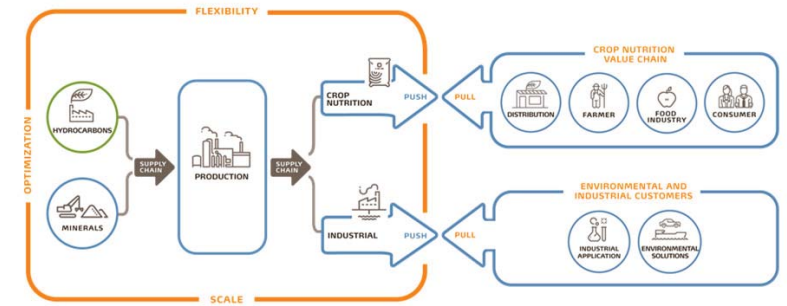 FLEXIBILITY
OPTIMIZATION
HYDROCARBONS
MINERALS
SUPPLY
CHAIN
PRODUCTION
SUPPLY
CHAIN
CROP
NUTRITION
PUSH
PULL
CROP NUTRITION
VALUE CHAIN
DISTRIBUTION
FARMER
FOOD
INDUSTRY
CONSUMER
INDUSTRIAL
PUSH
PULL
ENVIRONMENTAL AND
INDUSTRIAL CUSTOMERS
INDUSTRIAL
APPLICATION
ENVIRONMENTAL
SOLUTIONS
SCALE